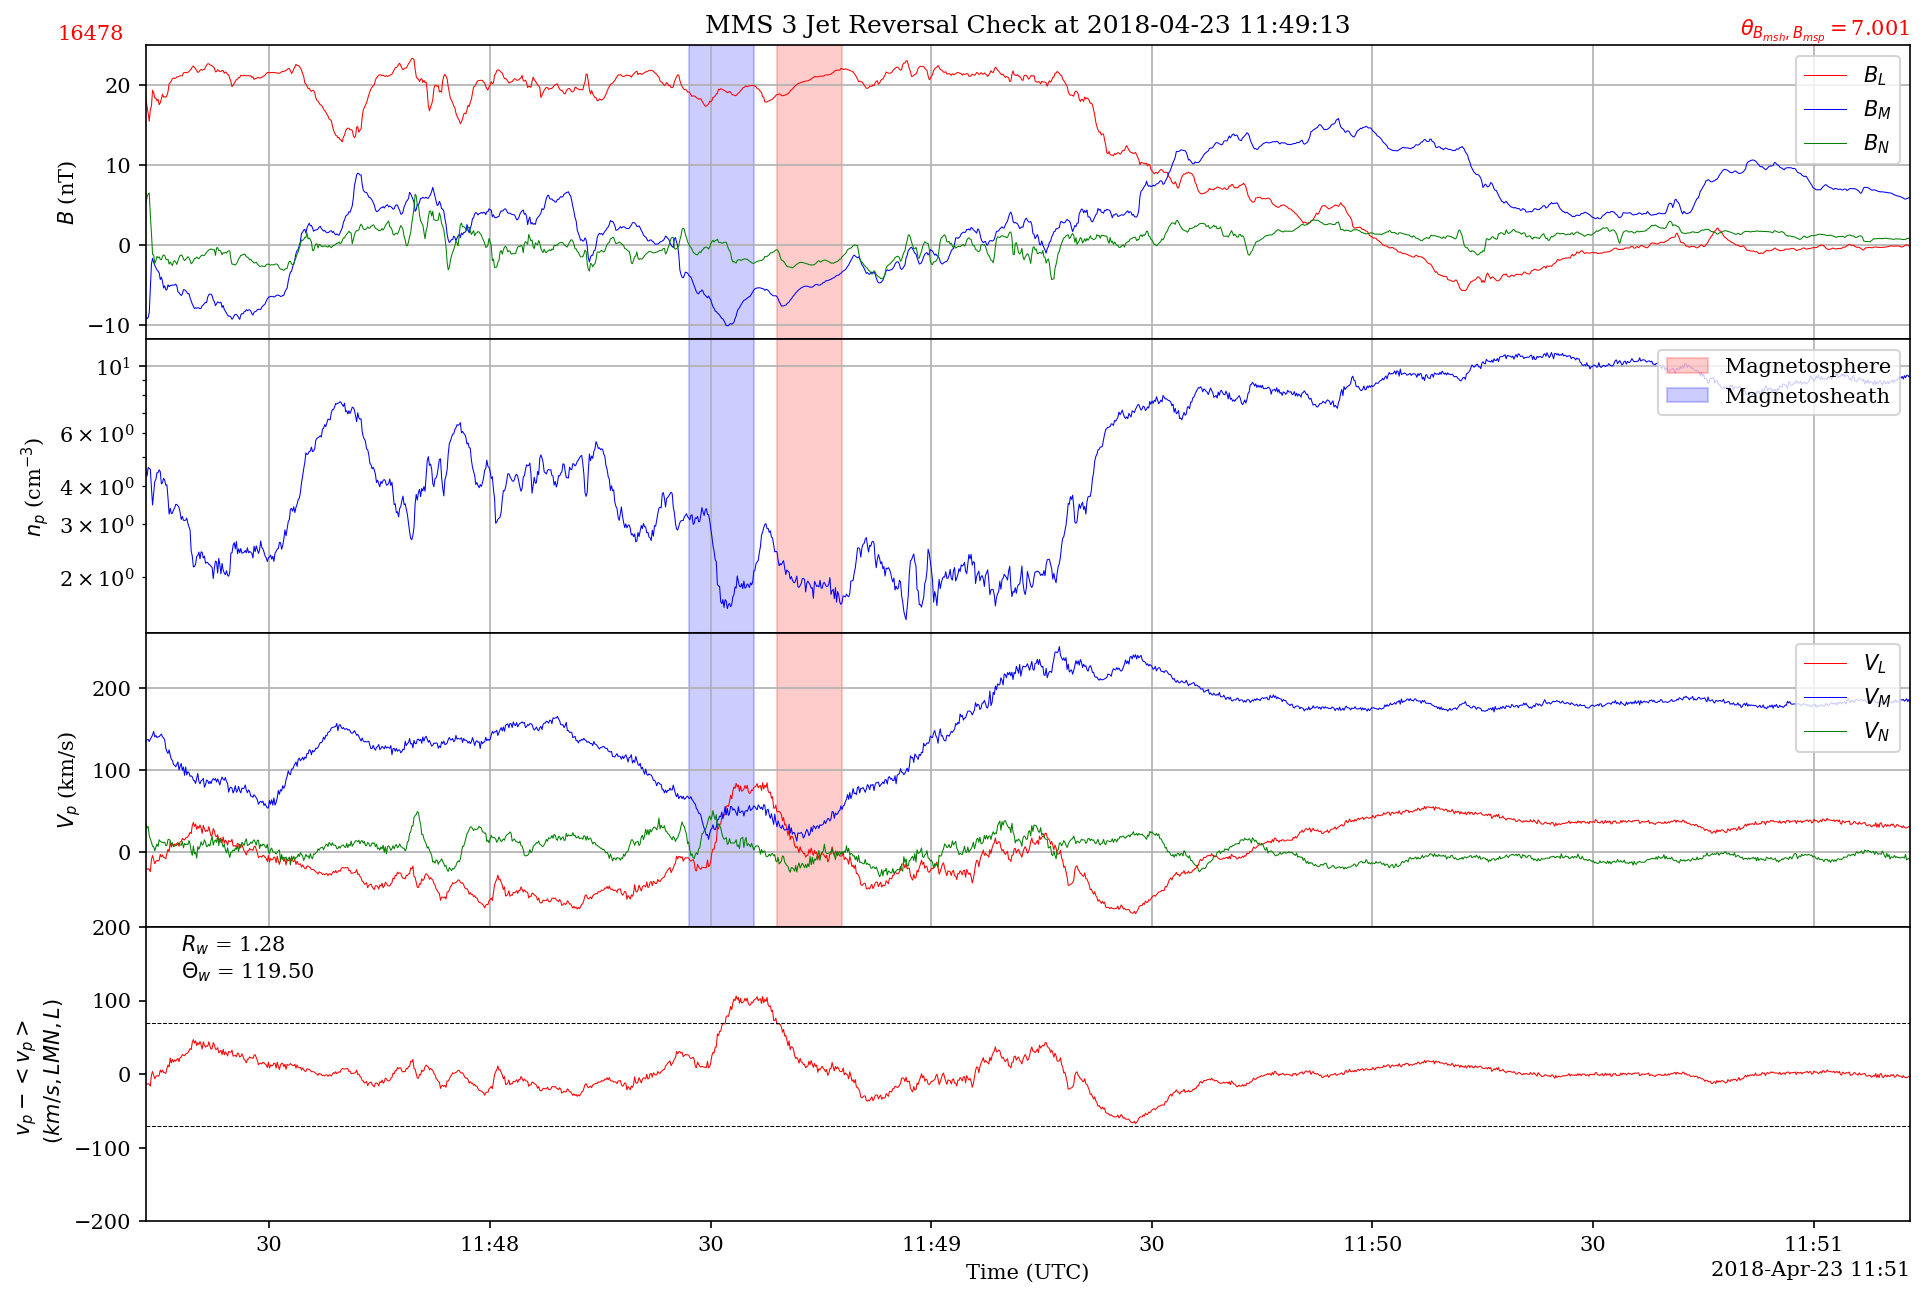 16478
MMS 3 Jet Reversal Check at 2018-04-23 11:49:13
θ_{B_{msh}, B_{msp}} = 7.001
B (nT)
20
10
0
−10
B_L
B_M
B_N
n_p (cm^{−3})
10^1
6 × 10^0
4 × 10^0
3 × 10^0
2 × 10^0
Magnetosphere
Magnetosheath
V_p (km/s)
200
100
0
V_L
V_M
V_N
v_p − <v_p>
(km/s, LMN, L)
200
100
0
−100
−200
R_w = 1.28
Θ_w = 119.50
30
11:48
30
11:49
30
11:50
30
11:51
Time (UTC)
2018-Apr-23 11:51